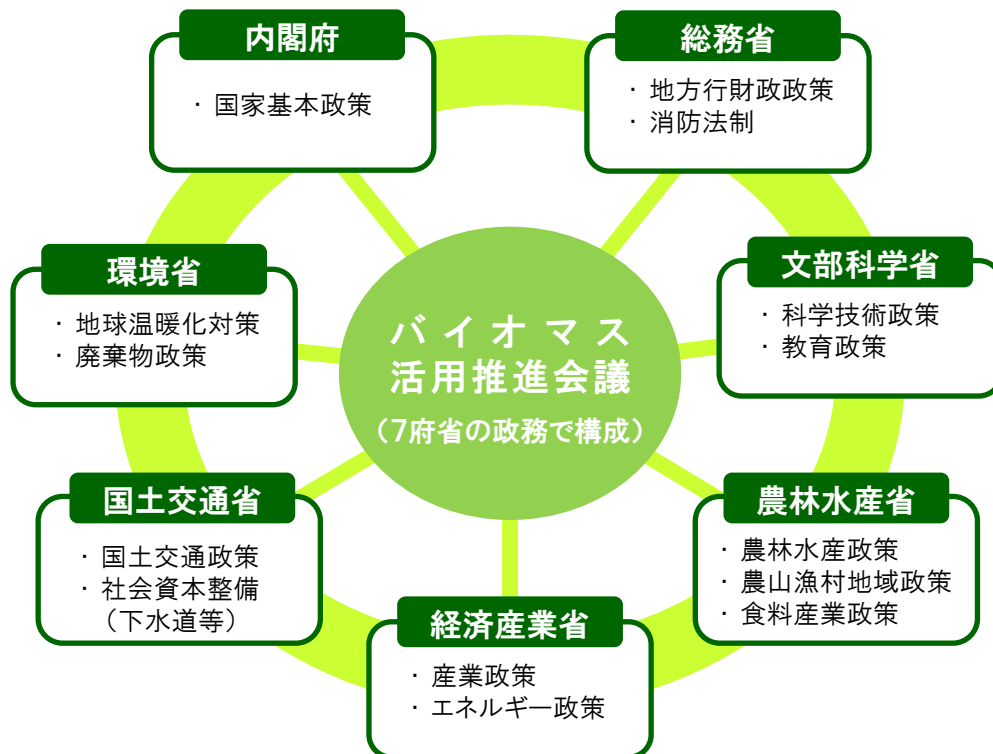 内閣府
・国家基本政策
総務省
・地方行財政政策
・消防法制
環境省
・地球温暖化対策
・廃棄物政策
バイオマス
活用推進会議
（7府省の政務で構成）
文部科学省
・科学技術政策
・教育政策
国土交通省
・国土交通政策
・社会資本整備
（下水道等）
経済産業省
・産業政策
・エネルギー政策
農林水産省
・農林水産政策
・農山漁村地域政策
・食料産業政策